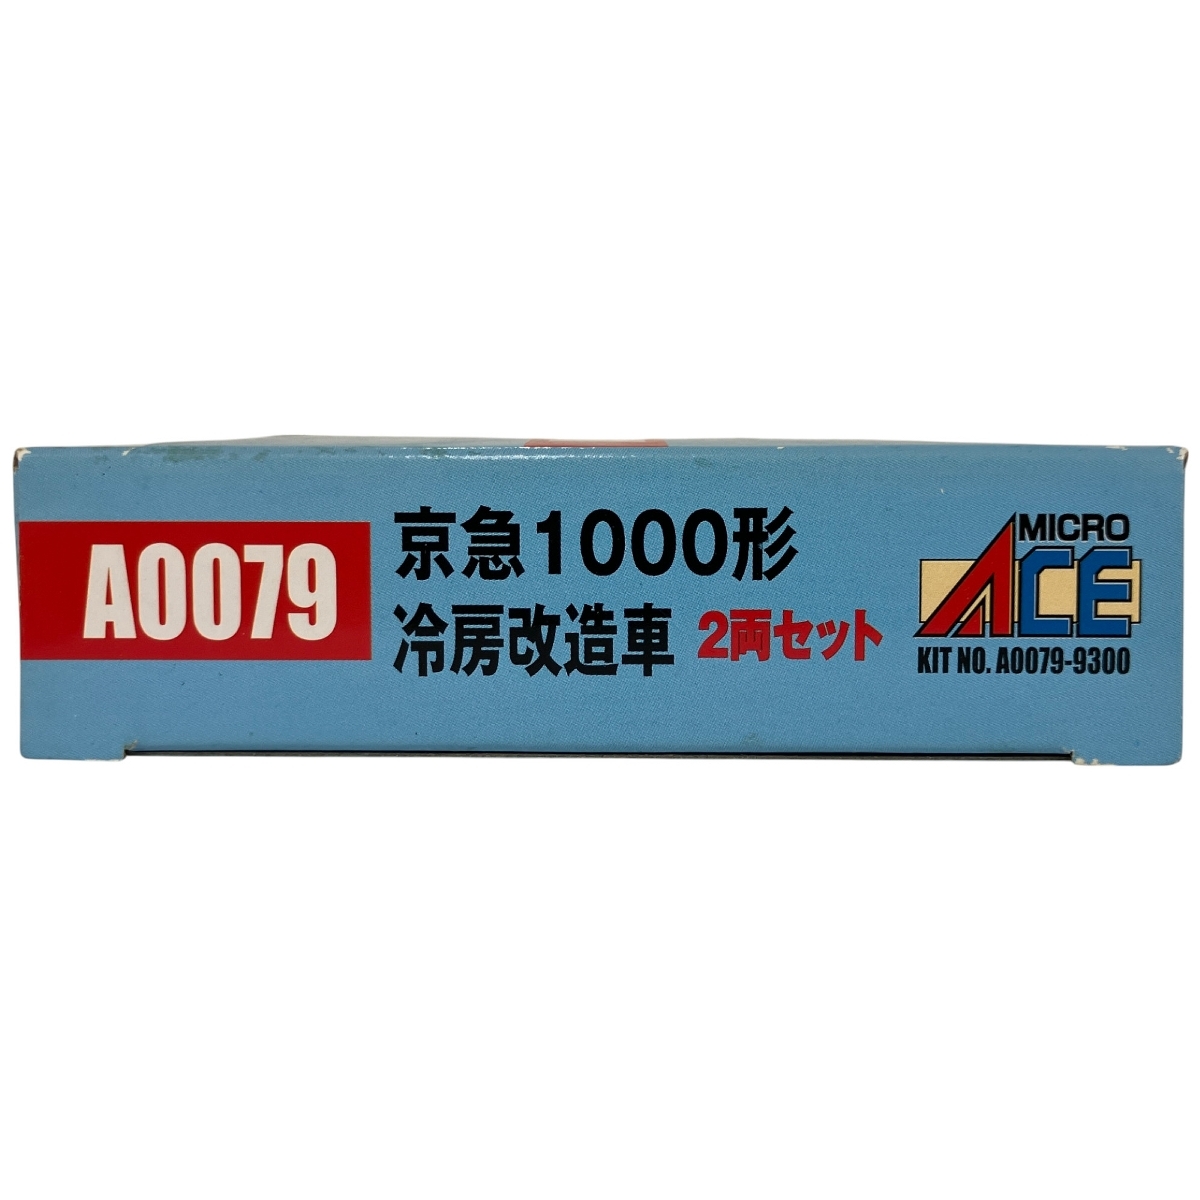 A0079
京急1000形
冷房改造車 2両セット
MICRO
ACE
KIT NO. A0079-9300